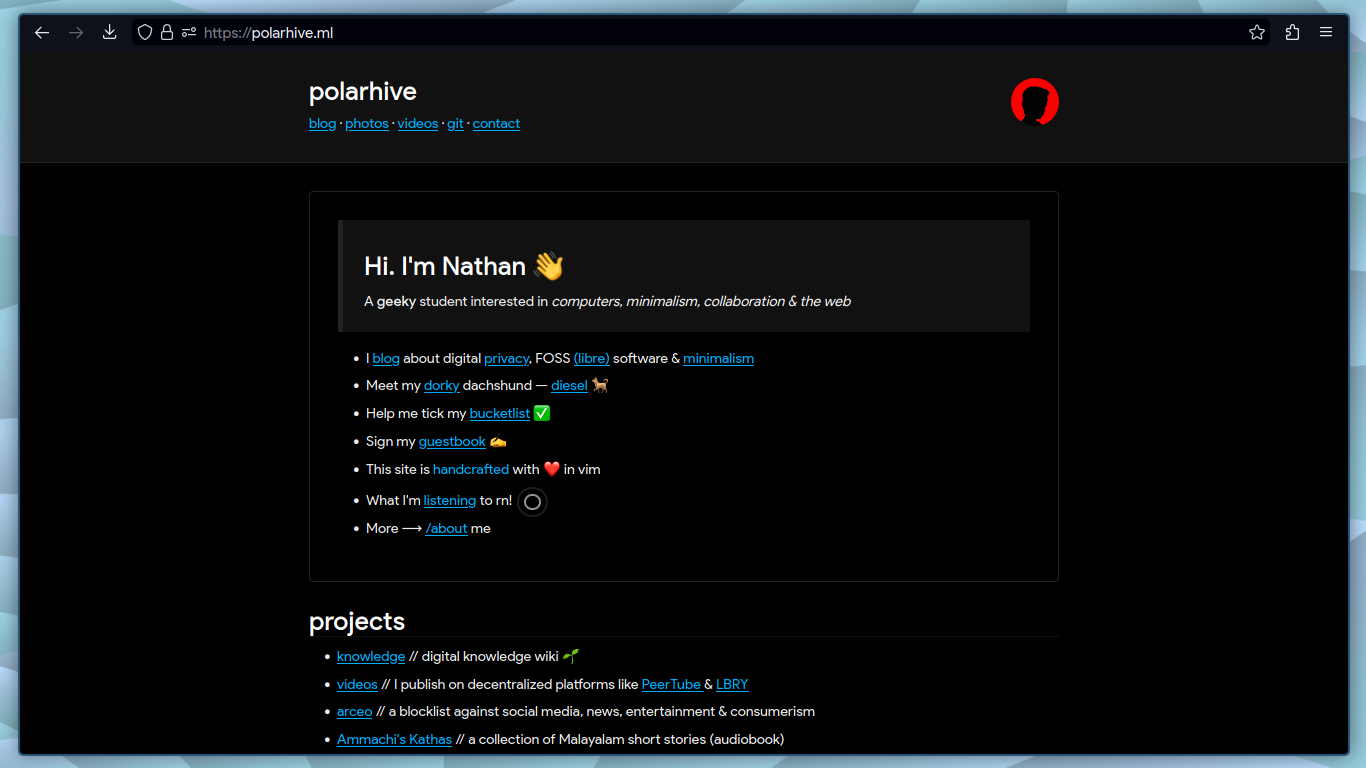 https://polarhive.ml
polarhive
blog · photos · videos · git · contact
Hi. I'm Nathan 👋
A geeky student interested in computers, minimalism, collaboration & the web
• I blog about digital privacy, FOSS (libre) software & minimalism
• Meet my dorky dachshund — diesel 🐕
• Help me tick my bucketlist ✅
• Sign my guestbook ✍️
• This site is handcrafted with ❤️ in vim
• What I'm listening to rn!
• More ⟶ /about me
projects
• knowledge // digital knowledge wiki 🌱
• videos // I publish on decentralized platforms like PeerTube & LBRY
• arceo // a blocklist against social media, news, entertainment & consumerism
• Ammachi's Kathas // a collection of Malayalam short stories (audiobook)